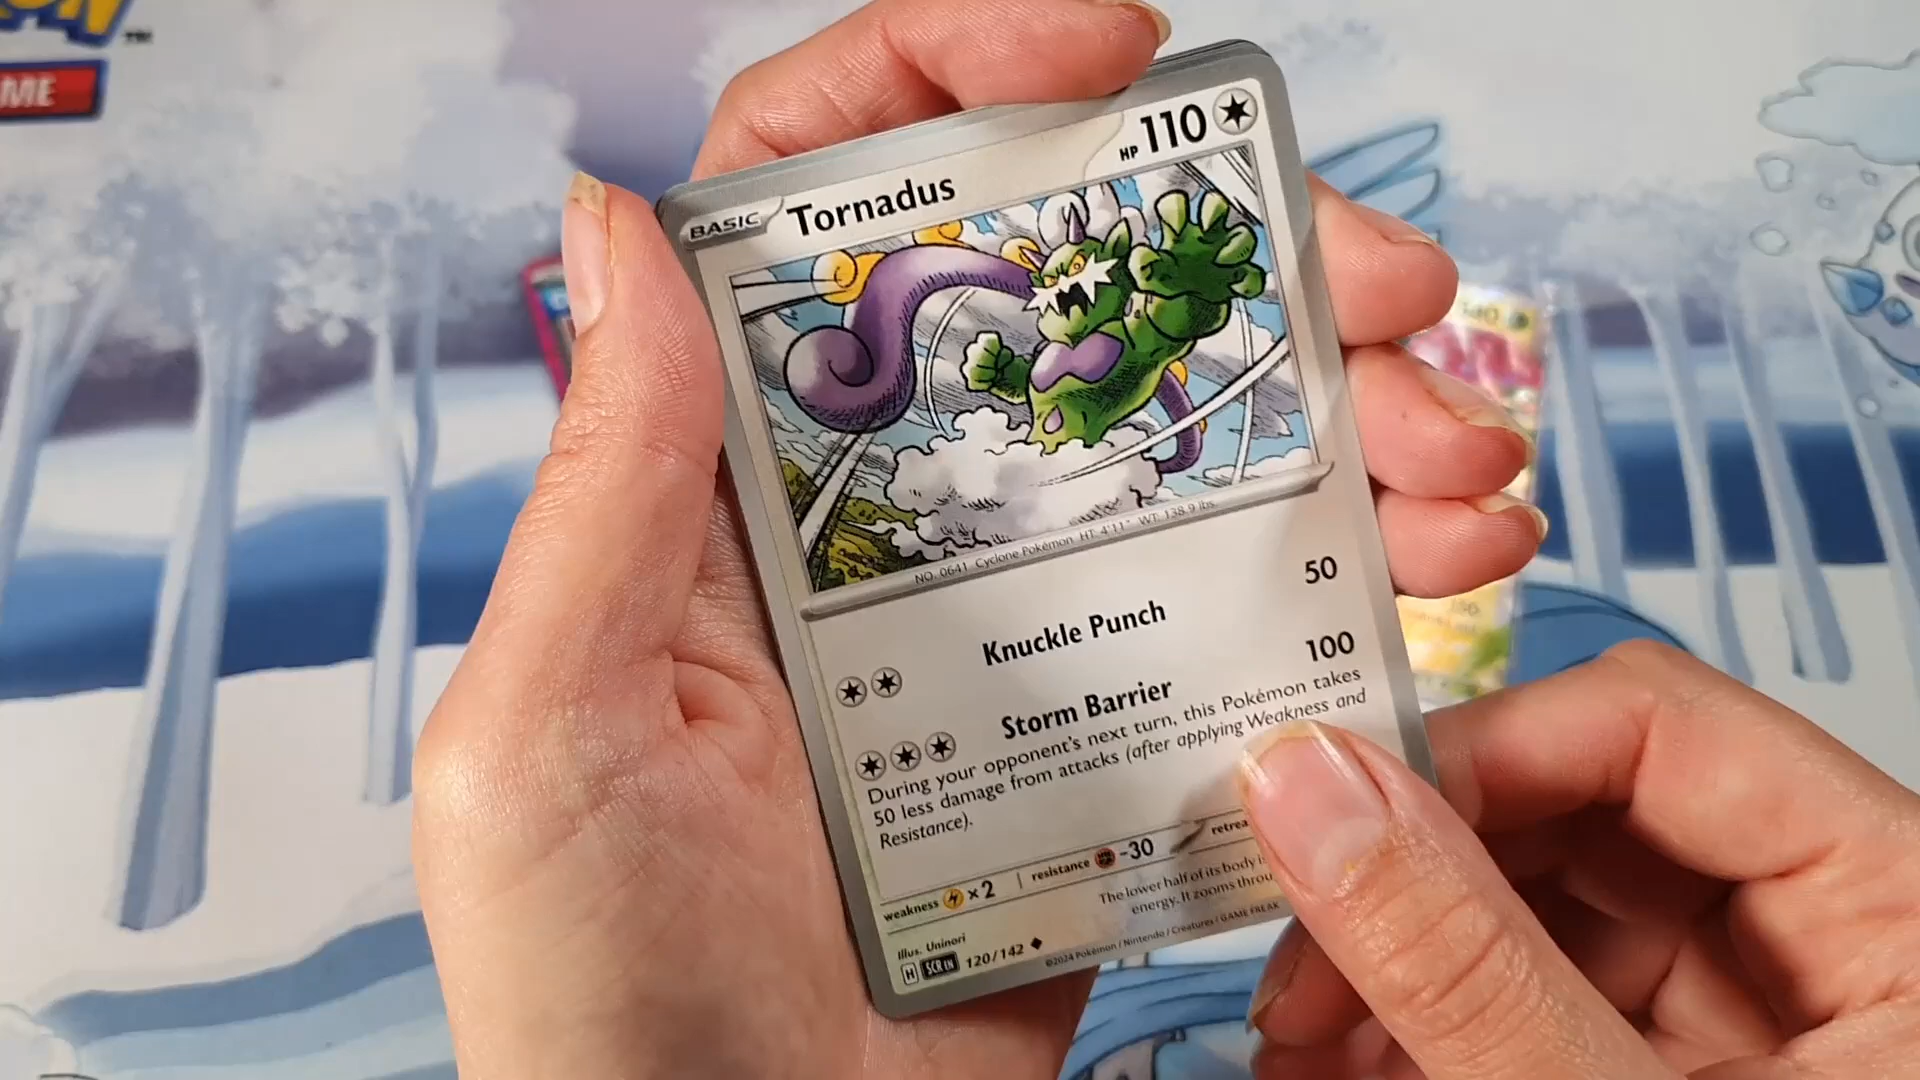 ME
TM
BASIC Tornadus HP 110
NO. 0641 Cyclone Pokémon HT: 4'11" WT: 138.9 lbs.
Knuckle Punch 50
Storm Barrier 100
During your opponent's next turn, this Pokémon takes
50 less damage from attacks (after applying Weakness and
Resistance).
weakness ×2 resistance -30
The lower half of its body is
energy. It zooms
Illus. Uninori
H SCR EN 120/142
©2024 Pokémon / Nintendo / Creatures / GAME FREAK